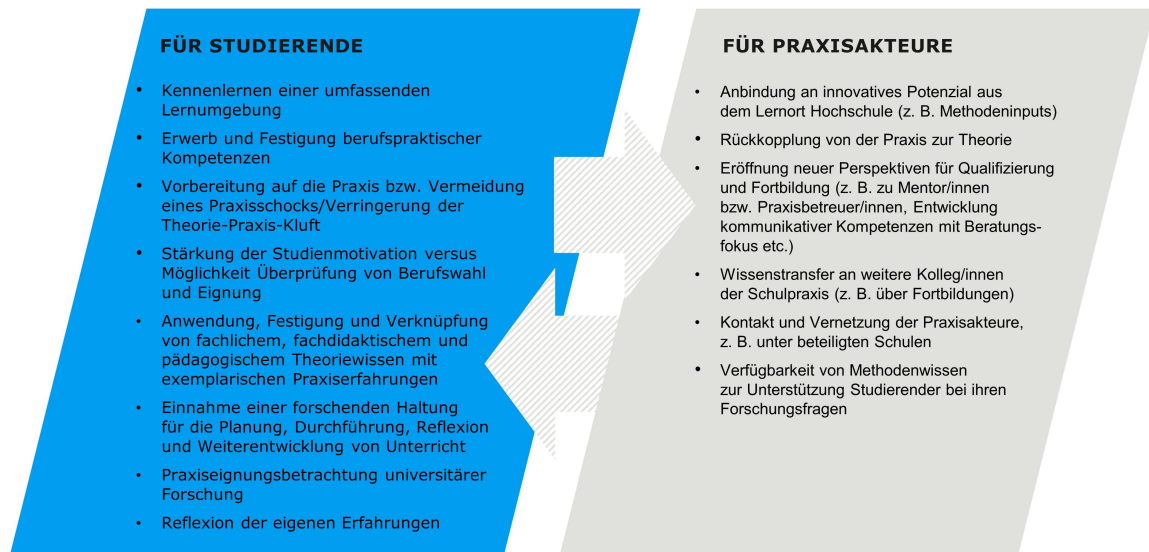 FÜR STUDIERENDE
• Kennenlernen einer umfassenden
Lernumgebung
• Erwerb und Festigung berufspraktischer
Kompetenzen
• Vorbereitung auf die Praxis bzw. Vermeidung
eines Praxisschocks/Verringerung der
Theorie-Praxis-Kluft
• Stärkung der Studienmotivation versus
Möglichkeit Überprüfung von Berufswahl
und Eignung
• Anwendung, Festigung und Verknüpfung
von fachlichem, fachdidaktischem und
pädagogischem Theoriewissen mit
exemplarischen Praxiserfahrungen
• Einnahme einer forschenden Haltung
für die Planung, Durchführung, Reflexion
und Weiterentwicklung von Unterricht
• Praxiseignungsbetrachtung universitärer
Forschung
• Reflexion der eigenen Erfahrungen
FÜR PRAXISAKTEURE
• Anbindung an innovatives Potenzial aus
dem Lernort Hochschule (z. B. Methodeninputs)
• Rückkopplung von der Praxis zur Theorie
• Eröffnung neuer Perspektiven für Qualifizierung
und Fortbildung (z. B. zu Mentor/innen
bzw. Praxisbetreuer/innen, Entwicklung
kommunikativer Kompetenzen mit Beratungs-
fokus etc.)
• Wissenstransfer an weitere Kolleg/innen
der Schulpraxis (z. B. über Fortbildungen)
• Kontakt und Vernetzung der Praxisakteure,
z. B. unter beteiligten Schulen
• Verfügbarkeit von Methodenwissen
zur Unterstützung Studierender bei ihren
Forschungsfragen